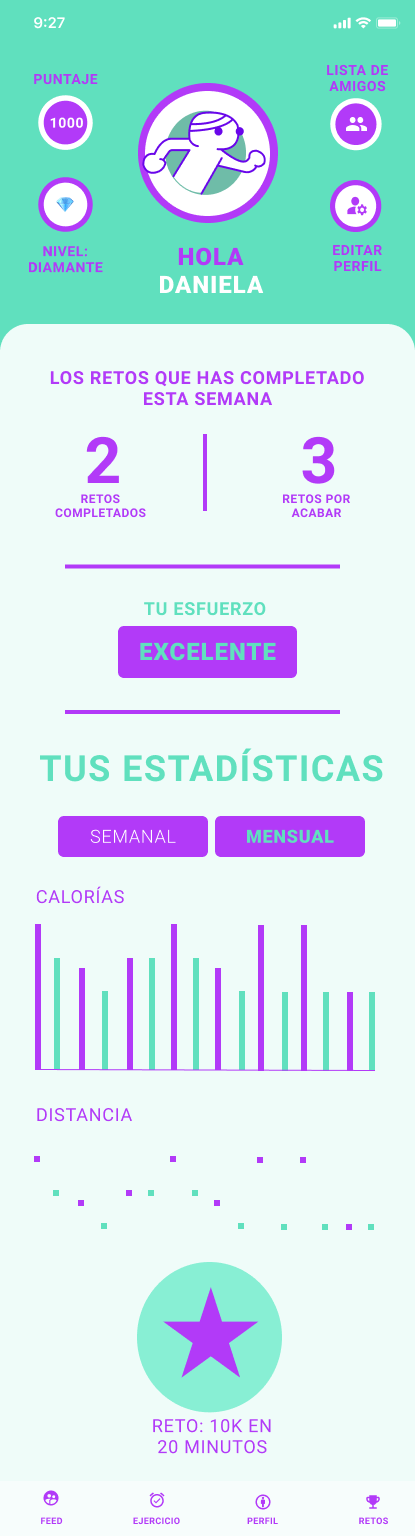 9:27
PUNTAJE
1000
LISTA DE
AMIGOS
NIVEL:
DIAMANTE
HOLA
DANIELA
EDITAR
PERFIL
LOS RETOS QUE HAS COMPLETADO
ESTA SEMANA
2
RETOS
COMPLETADOS
3
RETOS POR
ACABAR
TU ESFUERZO
EXCELENTE
TUS ESTADÍSTICAS
SEMANAL
MENSUAL
CALORÍAS
DISTANCIA
RETO: 10K EN
20 MINUTOS
FEED
EJERCICIO
PERFIL
RETOS